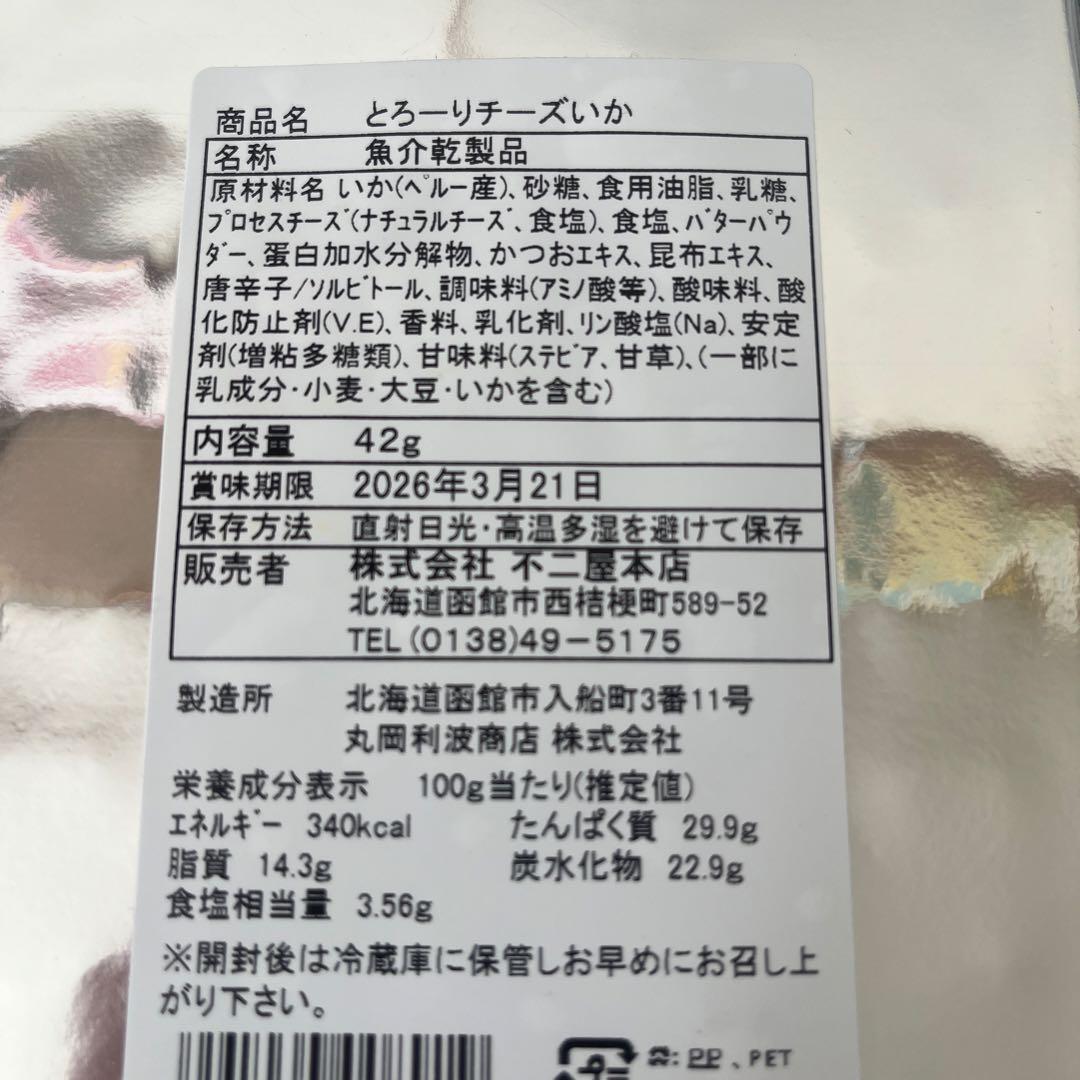 商品名 とろーりチーズいか
名称 魚介乾製品
原材料名 いか(ペルー産)、砂糖、食用油脂、乳糖、
プロセスチーズ(ナチュラルチーズ、食塩)、食塩、バターパウ
ダー、蛋白加水分解物、かつおエキス、昆布エキス、
唐辛子/ソルビトール、調味料(アミノ酸等)、酸味料、酸
化防止剤(V.E)、香料、乳化剤、リン酸塩(Na)、安定
剤(増粘多糖類)、甘味料(ステビア、甘草)、(一部に
乳成分・小麦・大豆・いかを含む)
内容量 42g
賞味期限 2026年3月21日
保存方法 直射日光・高温多湿を避けて保存
販売者 株式会社 不二屋本店
北海道函館市西桔梗町589-52
TEL(0138)49-5175
製造所 北海道函館市入船町3番11号
丸岡利波商店 株式会社
栄養成分表示 100g当たり(推定値)
エネルギー 340kcal たんぱく質 29.9g
脂質 14.3g 炭水化物 22.9g
食塩相当量 3.56g
※開封後は冷蔵庫に保管しお早めにお召し上
がり下さい。
袋: PP、PET